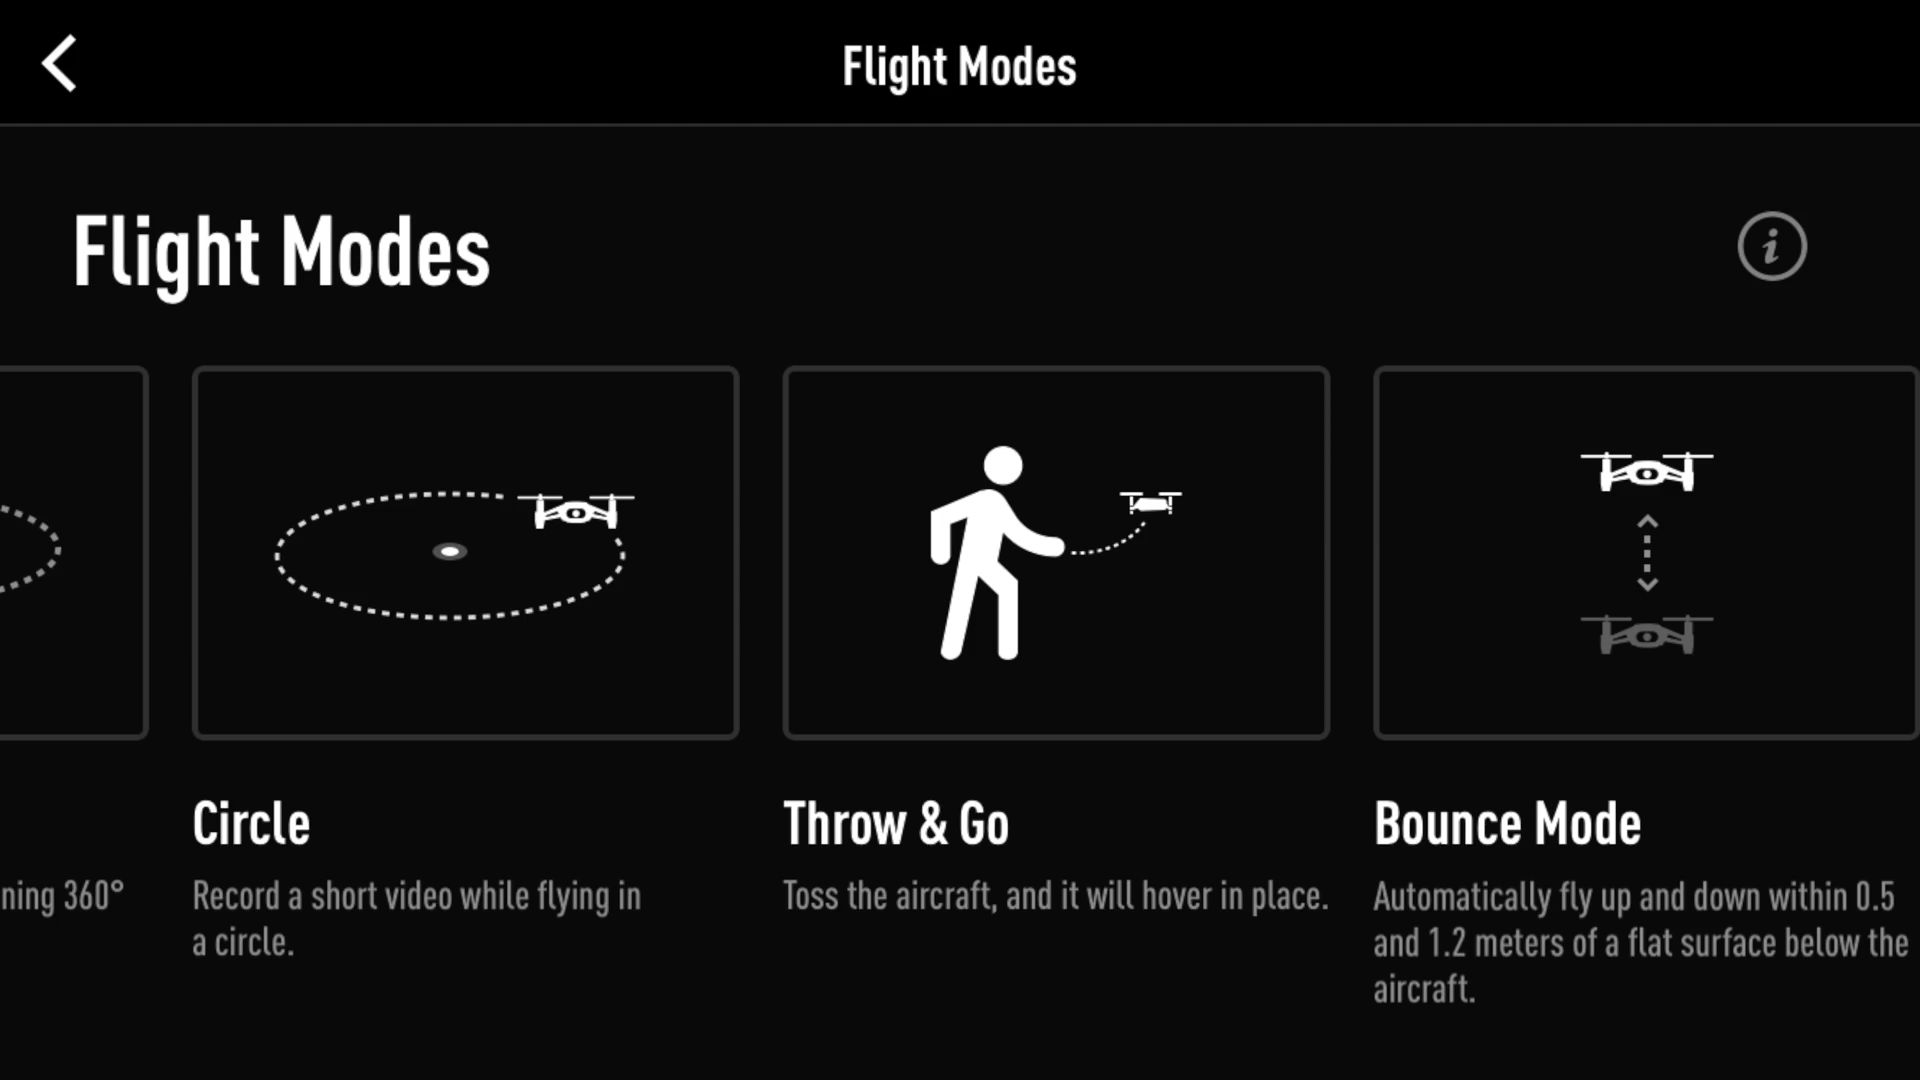 Flight Modes
Flight Modes
ning 360°
Circle
Record a short video while flying in
a circle.
Throw & Go
Toss the aircraft, and it will hover in place.
Bounce Mode
Automatically fly up and down within 0.5
and 1.2 meters of a flat surface below the
aircraft.